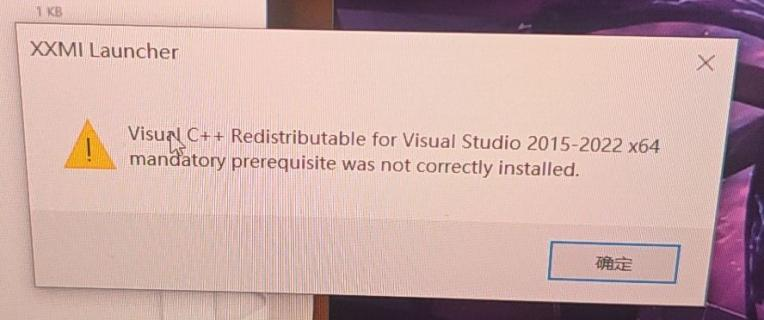 1 KB
XXMI Launcher
Visual C++ Redistributable for Visual Studio 2015-2022 x64
mandatory prerequisite was not correctly installed.
确定